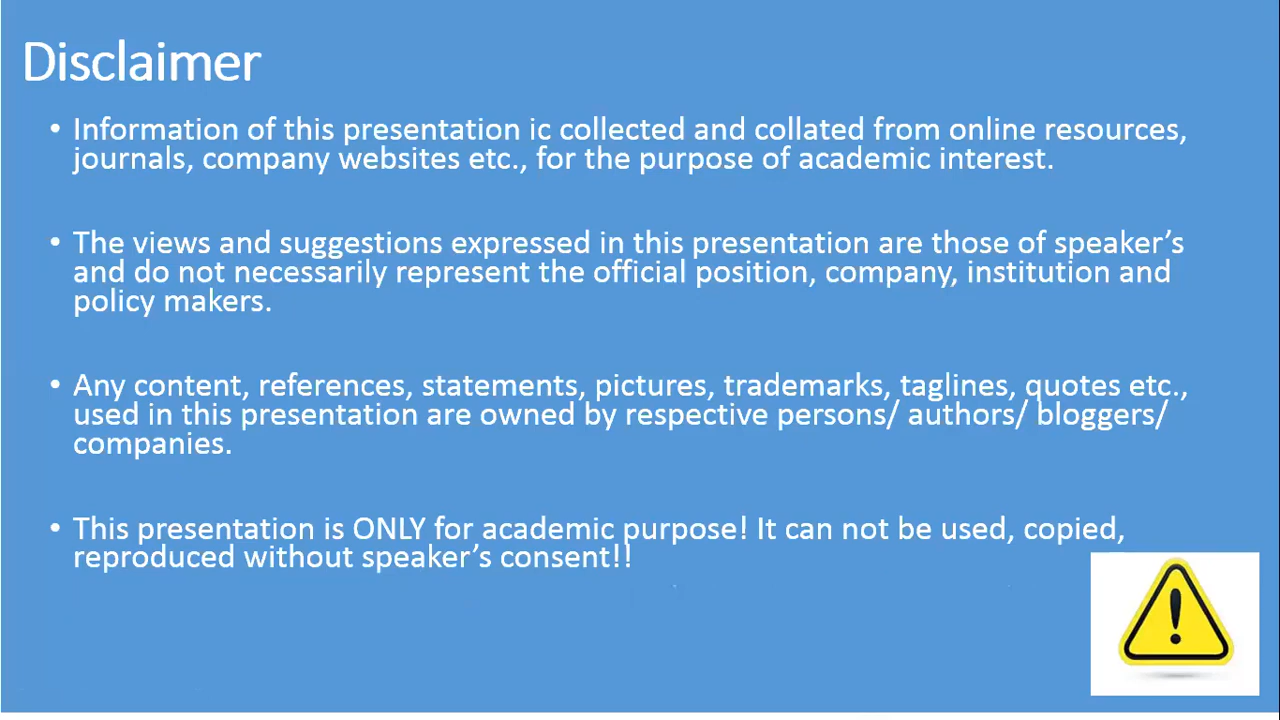 Disclaimer
• Information of this presentation ic collected and collated from online resources,
journals, company websites etc., for the purpose of academic interest.
• The views and suggestions expressed in this presentation are those of speaker's
and do not necessarily represent the official position, company, institution and
policy makers.
• Any content, references, statements, pictures, trademarks, taglines, quotes etc.,
used in this presentation are owned by respective persons/ authors/ bloggers/
companies.
• This presentation is ONLY for academic purpose! It can not be used, copied,
reproduced without speaker's consent!!
!